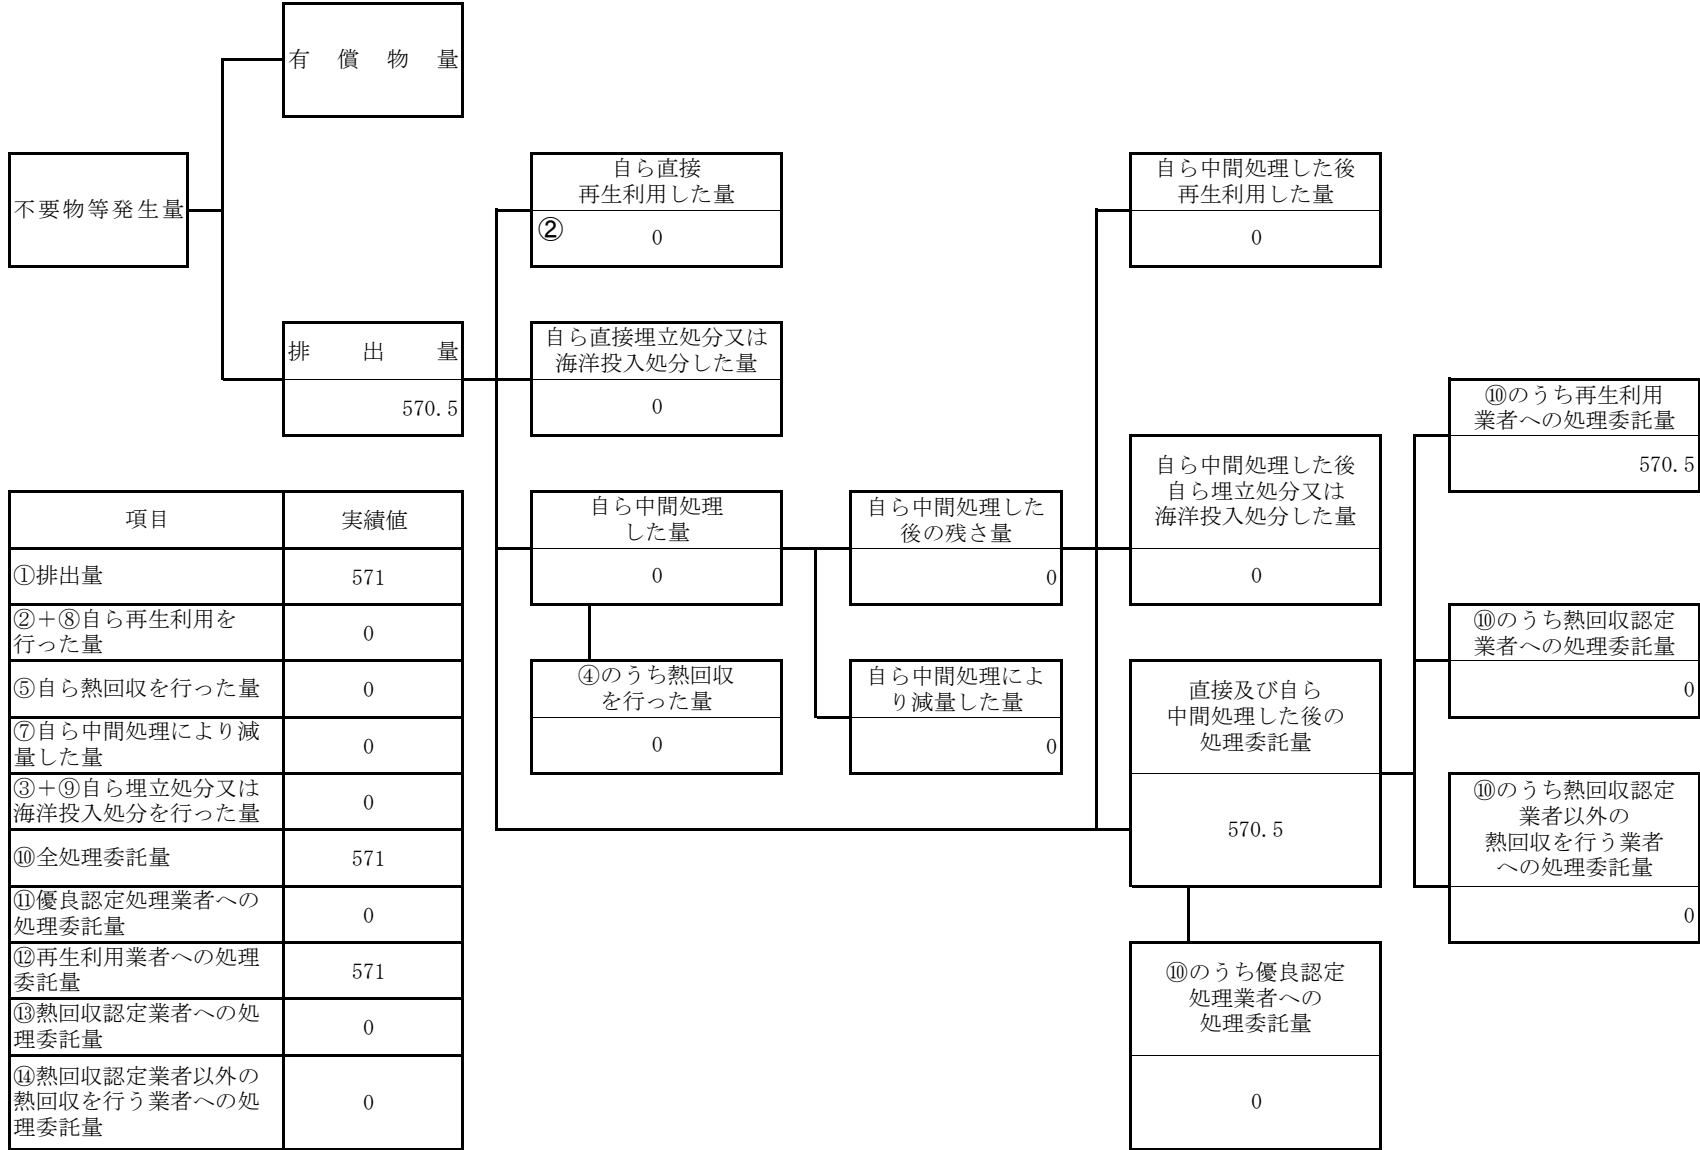 有償物量
不要物等発生量
排出量
570.5
自ら直接
再生利用した量
②
0
自ら直接埋立処分又は
海洋投入処分した量
0
自ら中間処理
した量
0
④のうち熱回収
を行った量
0
自ら中間処理した
後の残さ量
0
自ら中間処理によ
り減量した量
0
自ら中間処理した後
再生利用した量
0
自ら中間処理した後
自ら埋立処分又は
海洋投入処分した量
0
直接及び自ら
中間処理した後の
処理委託量
570.5
⑩のうち優良認定
処理業者への
処理委託量
0
⑩のうち再生利用
業者への処理委託量
570.5
⑩のうち熱回収認定
業者への処理委託量
0
⑩のうち熱回収認定
業者以外の
熱回収を行う業者
への処理委託量
0
項目 実績値
①排出量 571
②＋⑧自ら再生利用を
行った量 0
⑤自ら熱回収を行った量 0
⑦自ら中間処理により減
量した量 0
③＋⑨自ら埋立処分又は
海洋投入処分を行った量 0
⑩全処理委託量 571
⑪優良認定処理業者への
処理委託量 0
⑫再生利用業者への処理
委託量 571
⑬熱回収認定業者への処
理委託量 0
⑭熱回収認定業者以外の
熱回収を行う業者への処 0
理委託量